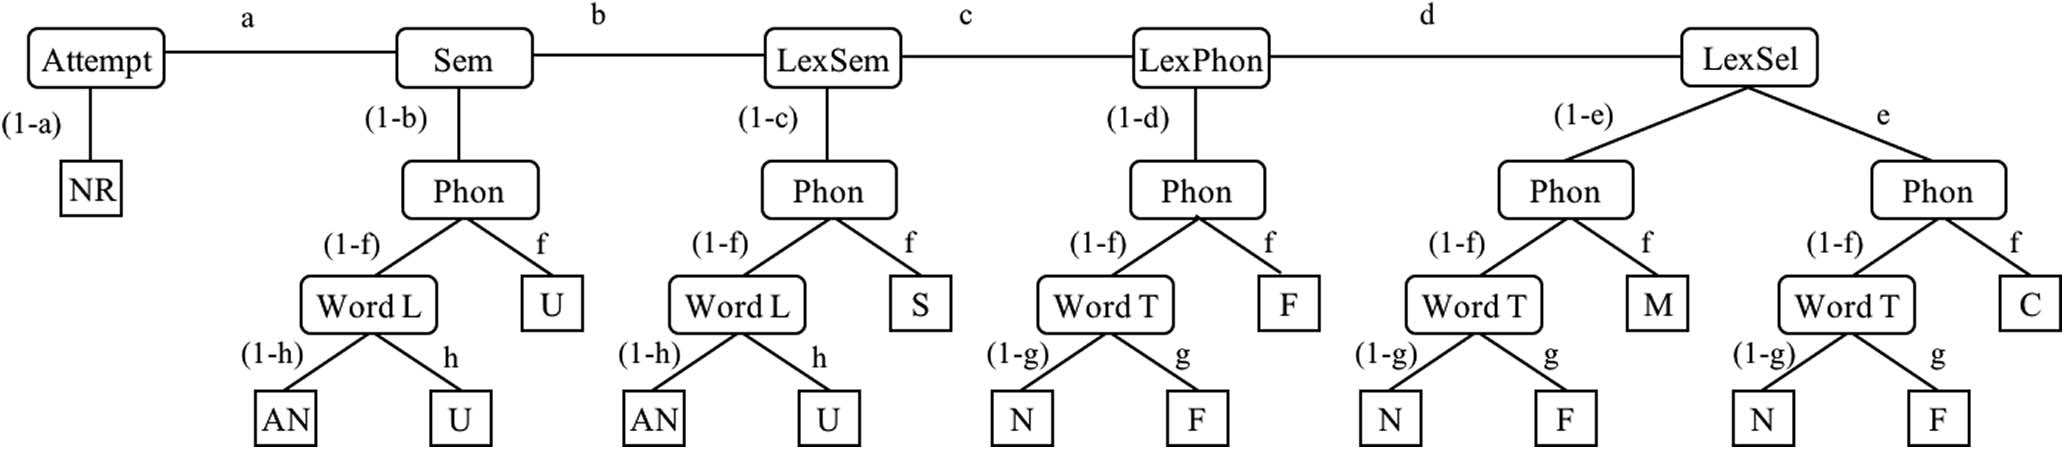 a b c d
Attempt Sem LexSem LexPhon LexSel
(1-a) (1-b) (1-c) (1-d) (1-e) e
NR Phon Phon Phon Phon Phon
(1-f) f (1-f) f (1-f) f (1-f) f (1-f) f
Word L U Word L S Word T F Word T M Word T C
(1-h) h (1-h) h (1-g) g (1-g) g (1-g) g
AN U AN U N F N F N F